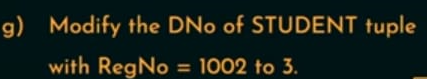 g) Modify the DNo of STUDENT tuple
with RegNo = 1002 to 3.